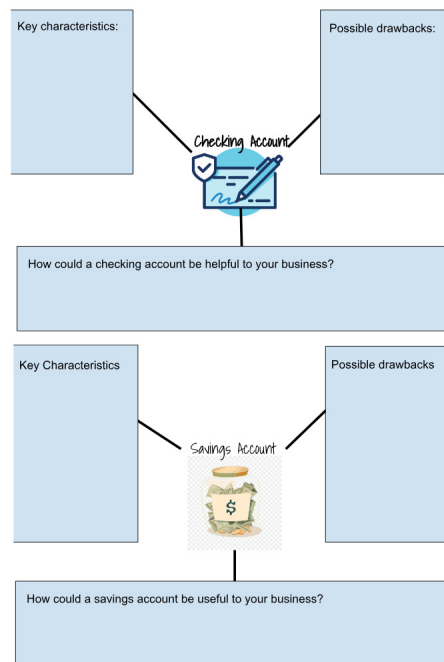 Key characteristics:
Possible drawbacks:
Checking Account
How could a checking account be helpful to your business?
Key Characteristics
Possible drawbacks
Savings Account
$
How could a savings account be useful to your business?